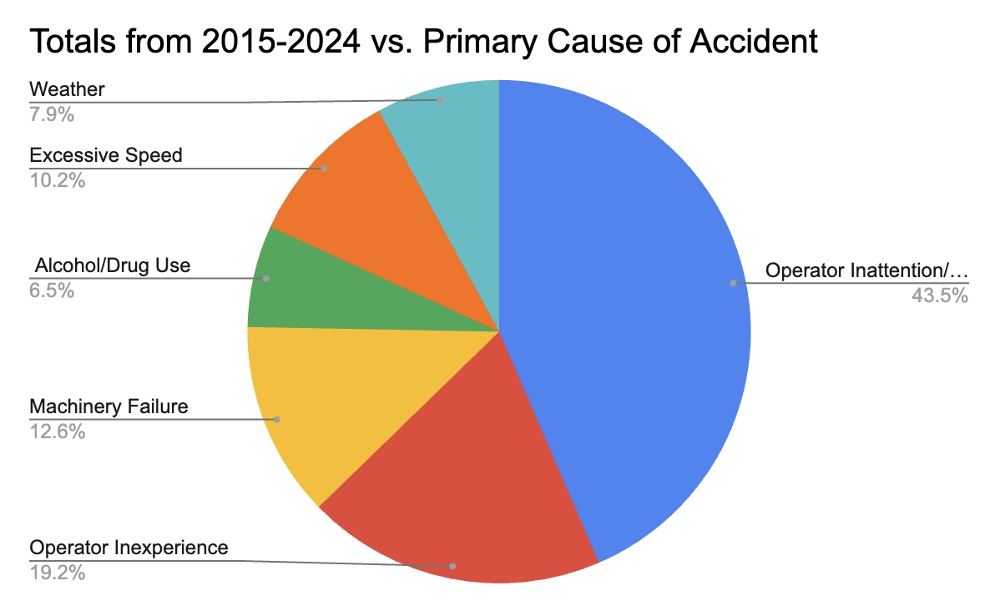 Totals from 2015-2024 vs. Primary Cause of Accident
Weather
7.9%
Excessive Speed
10.2%
Alcohol/Drug Use
6.5%
Operator Inattention/…
43.5%
Machinery Failure
12.6%
Operator Inexperience
19.2%